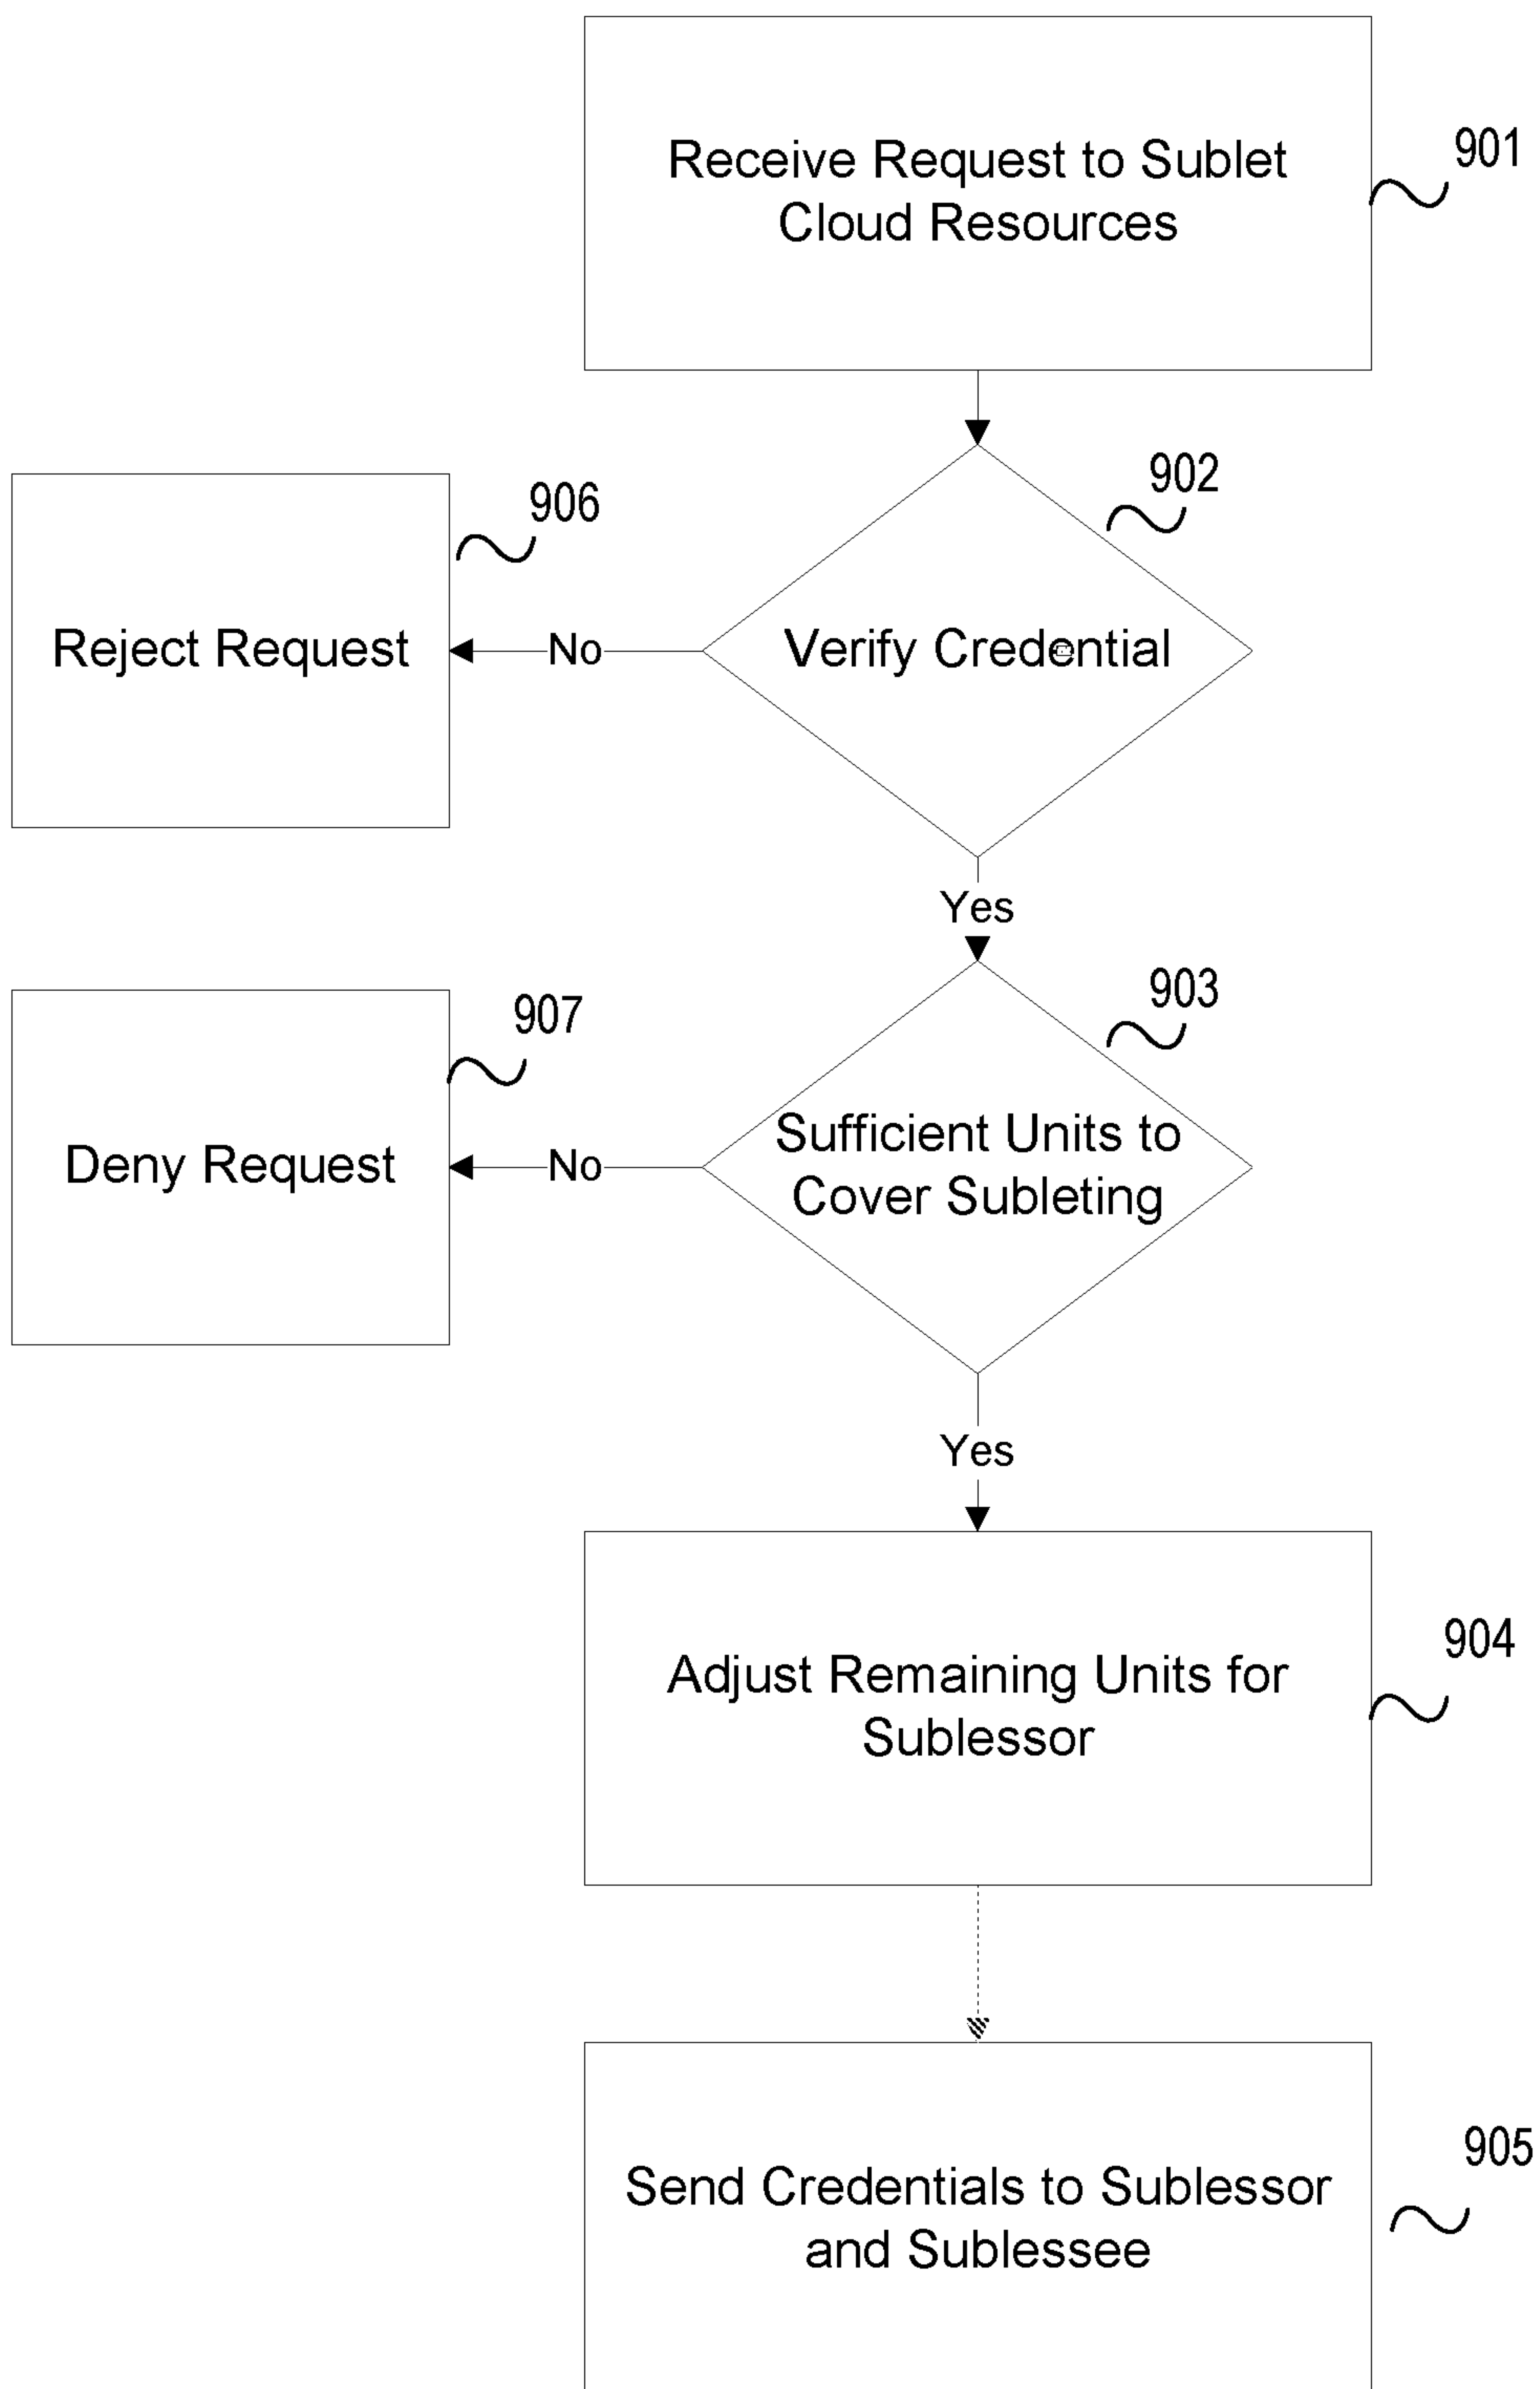 Receive Request to Sublet
Cloud Resources
901
902
Verify Credential
No
906
Reject Request
Yes
903
Sufficient Units to
Cover Subleting
No
907
Deny Request
Yes
Adjust Remaining Units for
Sublessor
904
Send Credentials to Sublessor
and Sublessee
905